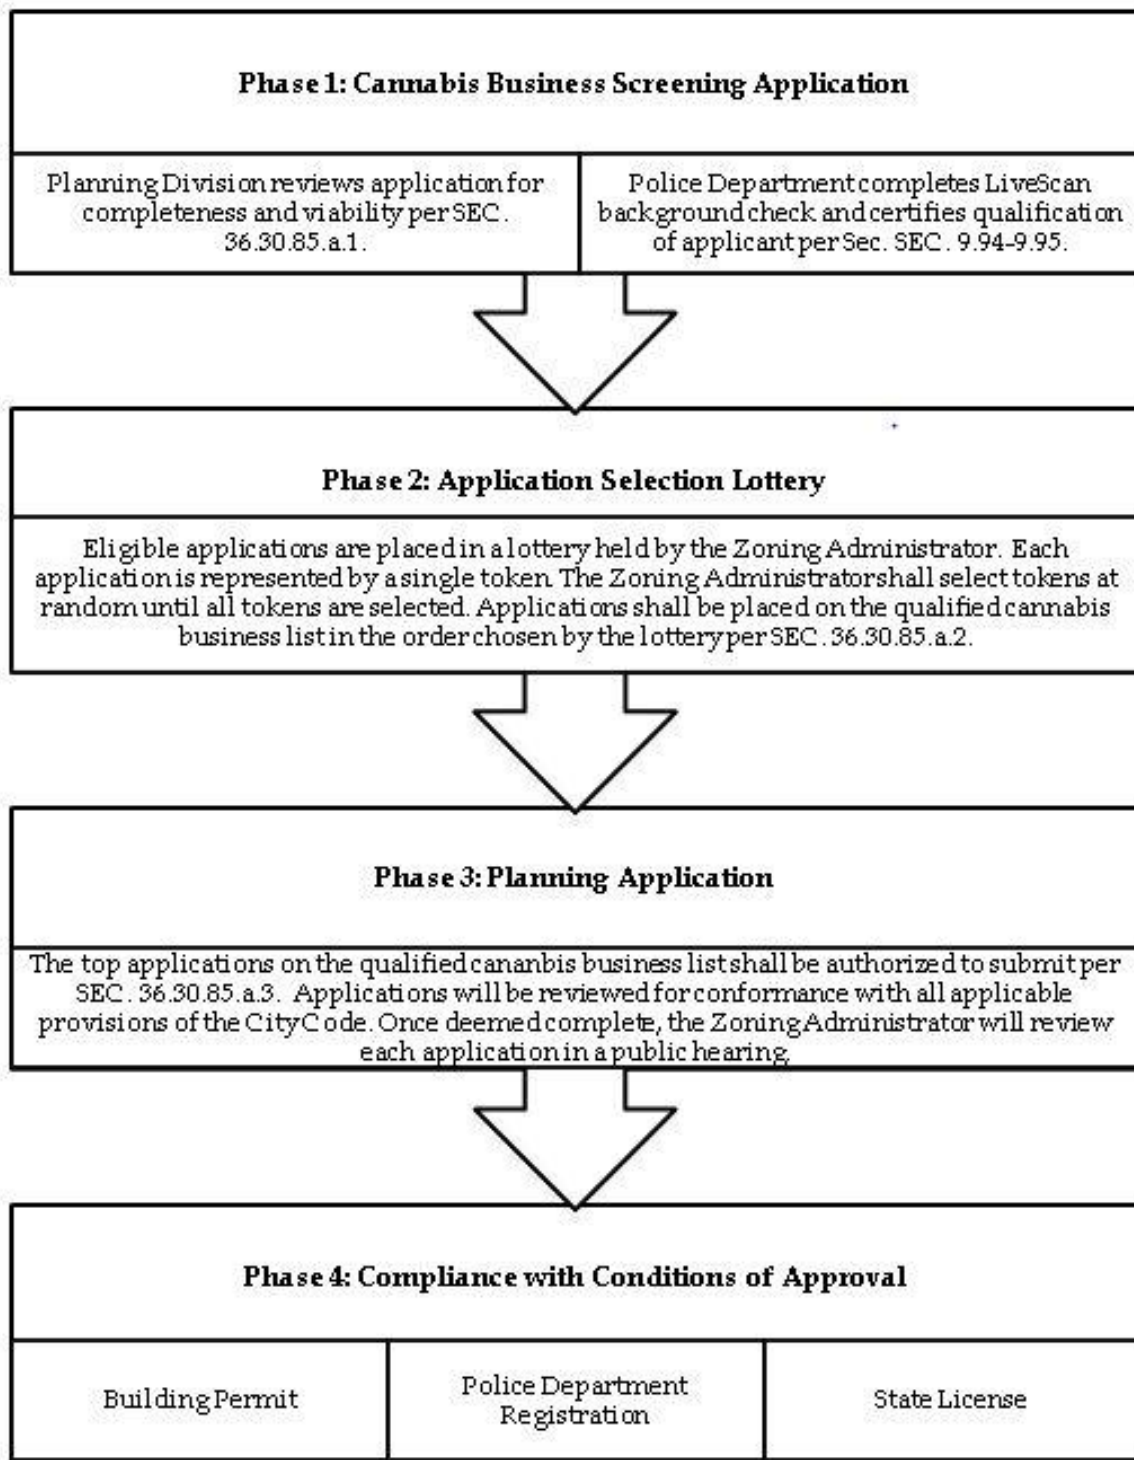 Phase 1: Cannabis Business Screening Application
Planning Division reviews application for
completeness and viability per SEC.
36.30.85.a.1.
Police Department completes LiveScan
background check and certifies qualification
of applicant per Sec. SEC. 9.94-9.95.
Phase 2: Application Selection Lottery
Eligible applications are placed in a lottery held by the Zoning Administrator. Each
application is represented by a single token. The Zoning Administrator shall select tokens at
random until all tokens are selected. Applications shall be placed on the qualified cannabis
business list in the order chosen by the lottery per SEC. 36.30.85.a.2.
Phase 3: Planning Application
The top applications on the qualified cananbis business list shall be authorized to submit per
SEC. 36.30.85.a.3. Applications will be reviewed for conformance with all applicable
provisions of the City Code. Once deemed complete, the Zoning Administrator will review
each application in a public hearing.
Phase 4: Compliance with Conditions of Approval
Building Permit
Police Department
Registration
State License